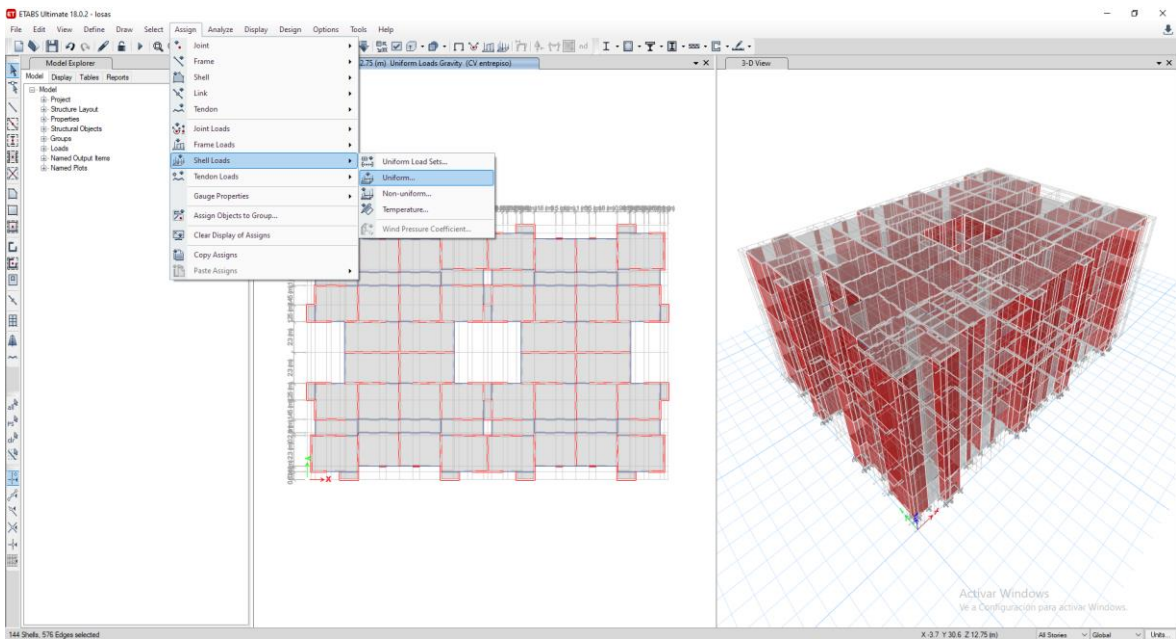 ETABS Ultimate 18.0.2 - losas
File Edit View Define Draw Select Assign Analyze Display Design Options Tools Help
Model Explorer
Model Display Tables Reports
Model
Project
Structure Layout
Properties
Structural Objects
Groups
Loads
Named Output Items
Named Plots
Joint
Frame
Shell
Link
Tendon
Joint Loads
Frame Loads
Shell Loads
Tendon Loads
Gauge Properties
Assign Objects to Group...
Clear Display of Assigns
Copy Assigns
Paste Assigns
Uniform Load Sets...
Uniform...
Non-uniform...
Temperature...
Wind Pressure Coefficient...
2.75 (m) Uniform Loads Gravity (CV entrepiso)
X
3-D View
Activar Windows
Ve a Configuración para activar Windows.
144 Shells, 576 Edges selected
X -3.7 Y 30.6 Z 12.75 (m)
All Stories
Global
Units...